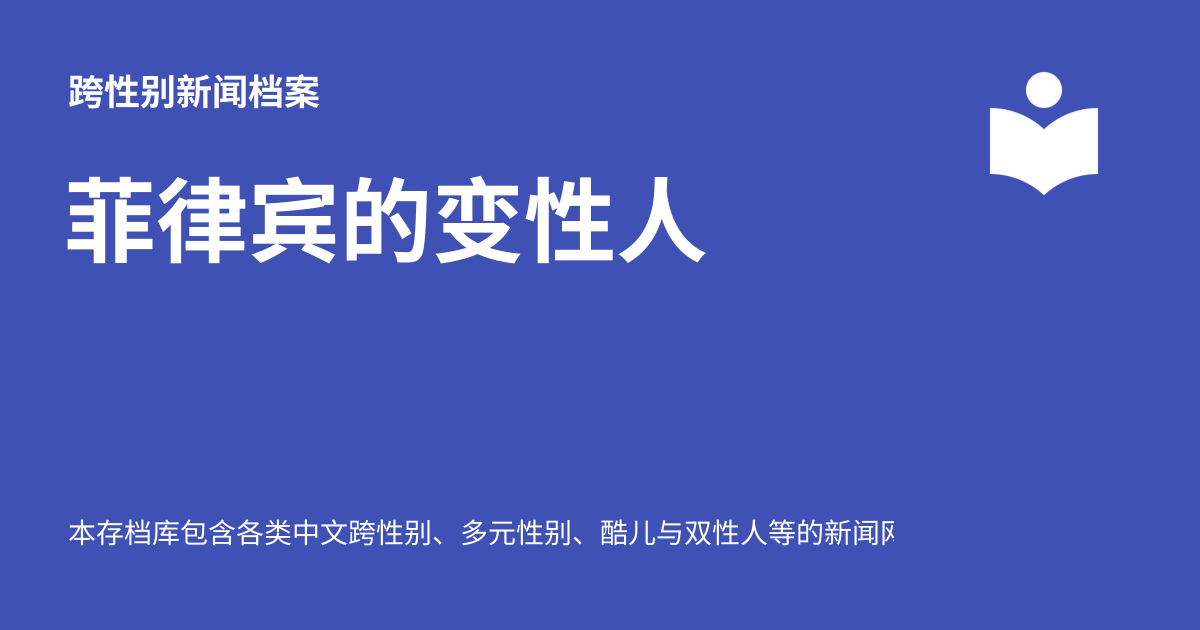 跨性别新闻档案
菲律宾的变性人
本存档库包含各类中文跨性别、多元性别、酷儿与双性人等的新闻